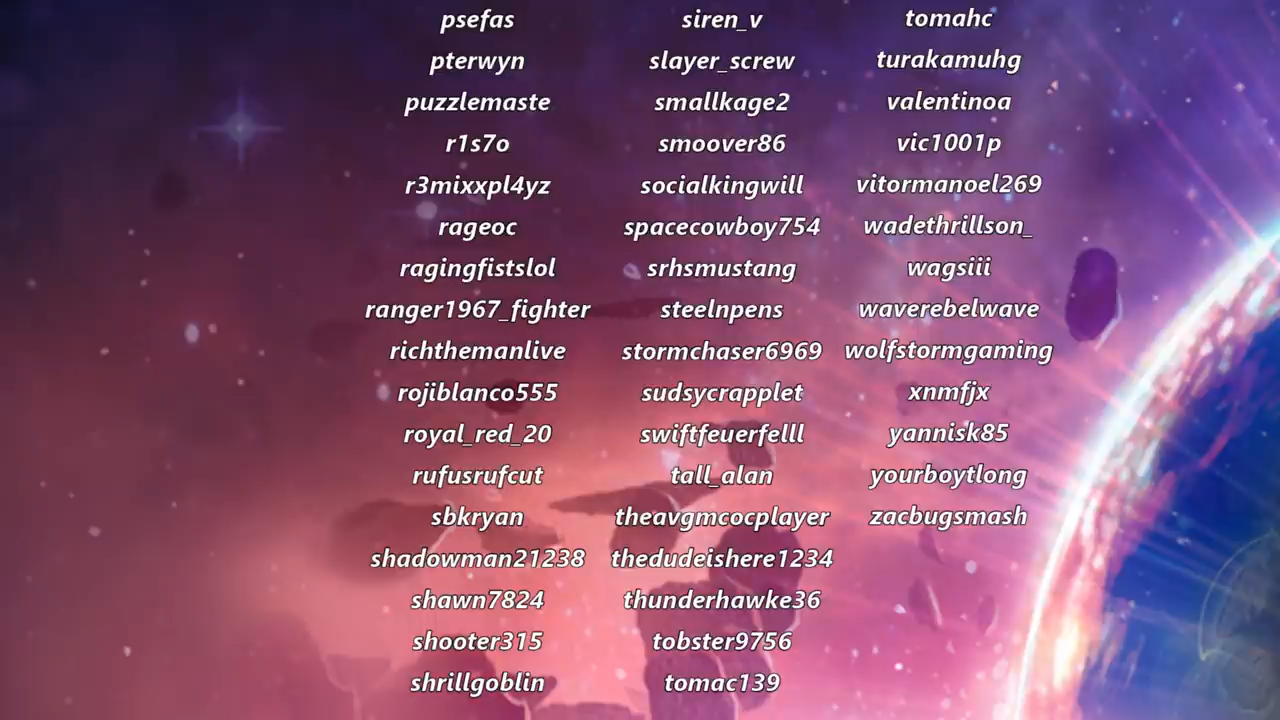 psefas
pterwyn
puzzlemaste
r1s7o
r3mixxpl4yz
rageoc
ragingfistslol
ranger1967_fighter
richthemanlive
rojiblanco555
royal_red_20
rufusrufcut
sbkryan
shadowman21238
shawn7824
shooter315
shrillgoblin
siren_v
slayer_screw
smallkage2
smoover86
socialkingwill
spacecowboy754
srhsmustang
steelnpens
stormchaser6969
sudsycrapplet
swiftfeuerfelll
tall_alan
theavgmcocplayer
thedudeishere1234
thunderhawke36
tobster9756
tomac139
tomahc
turakamuhg
valentinoa
vic1001p
vitormanoel269
wadethrillson_
wagsiii
waverebelwave
wolfstormgaming
xnmfjx
yannisk85
yourboytlong
zacbugsmash